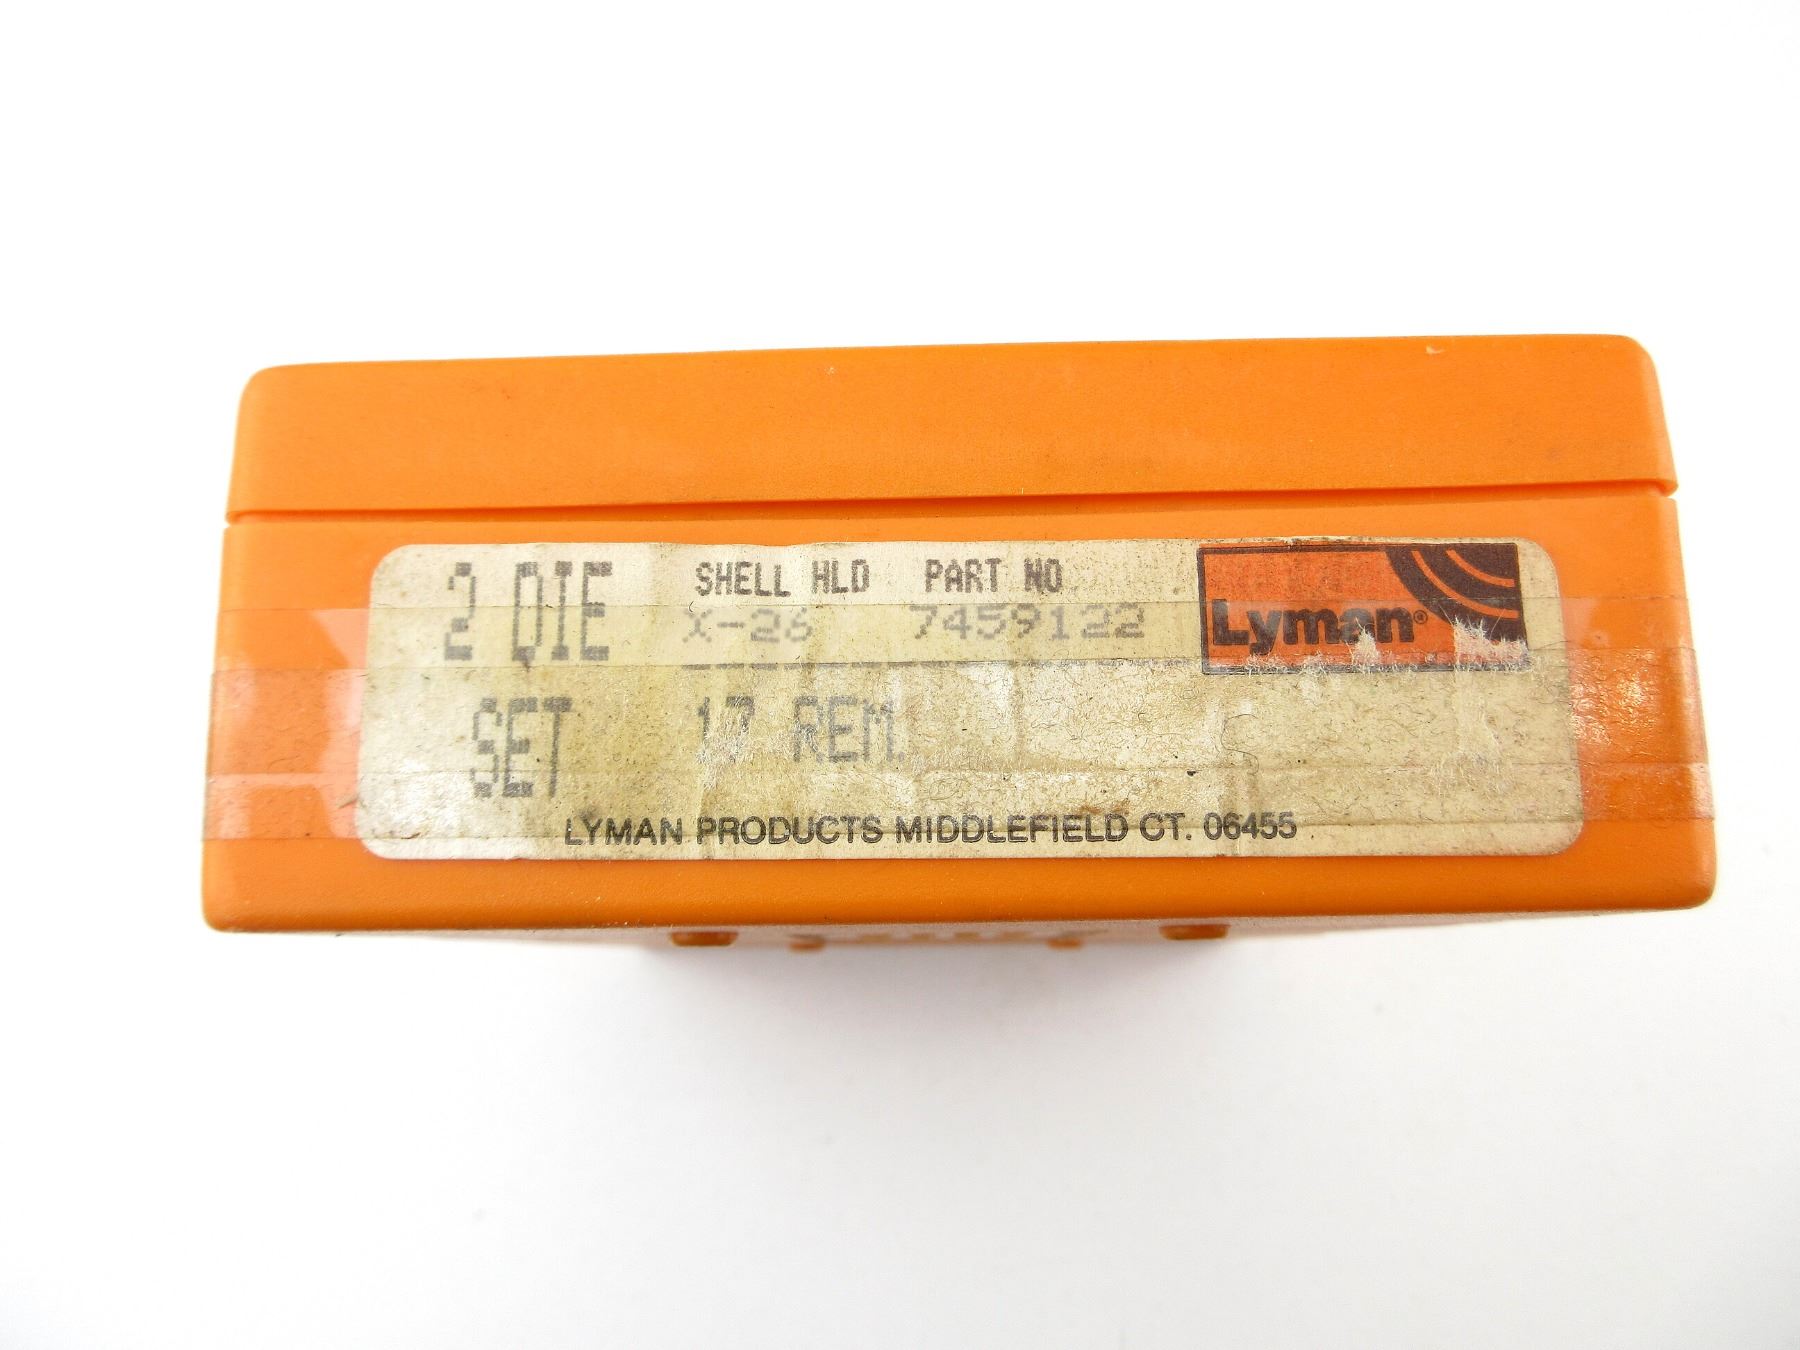 2 DIE SHELL HLD PART NO
X-26 7459122
Lyman®
SET 17 REM.
LYMAN PRODUCTS MIDDLEFIELD CT. 06455